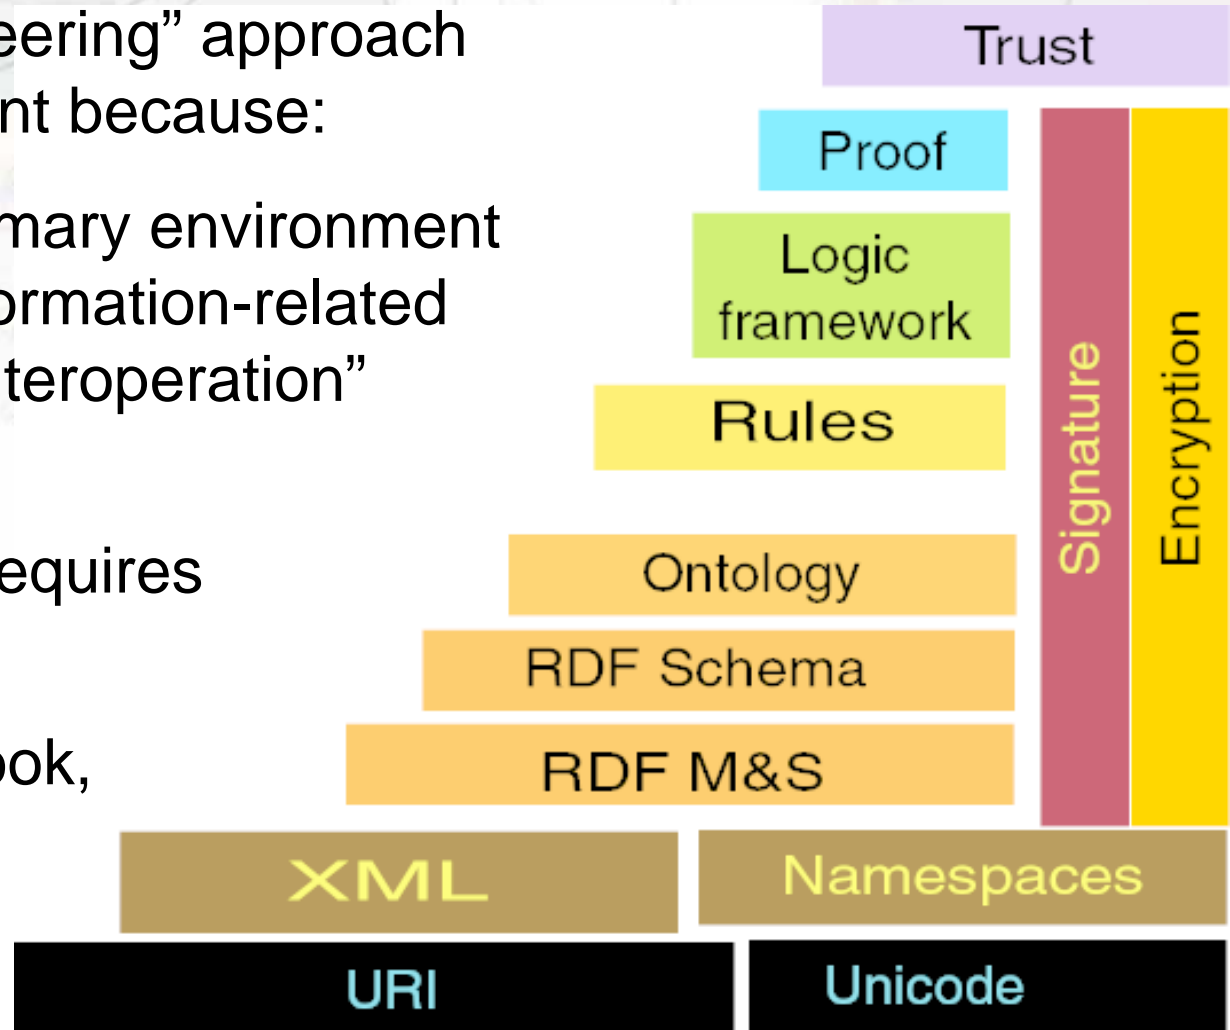 eering” approach
nt because:
mary environment
ormation-related
teroperation”
equires
ook,
Trust
Proof
Logic
framework
Rules
Ontology
RDF Schema
RDF M&S
Signature
Encryption
XML
Namespaces
URI
Unicode